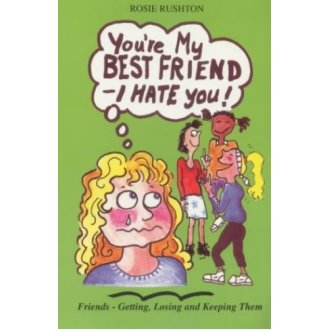 ROSIE RUSHTON
You're My
BEST FRIEND
-I HATE you!
Friends - Getting, Losing and Keeping Them